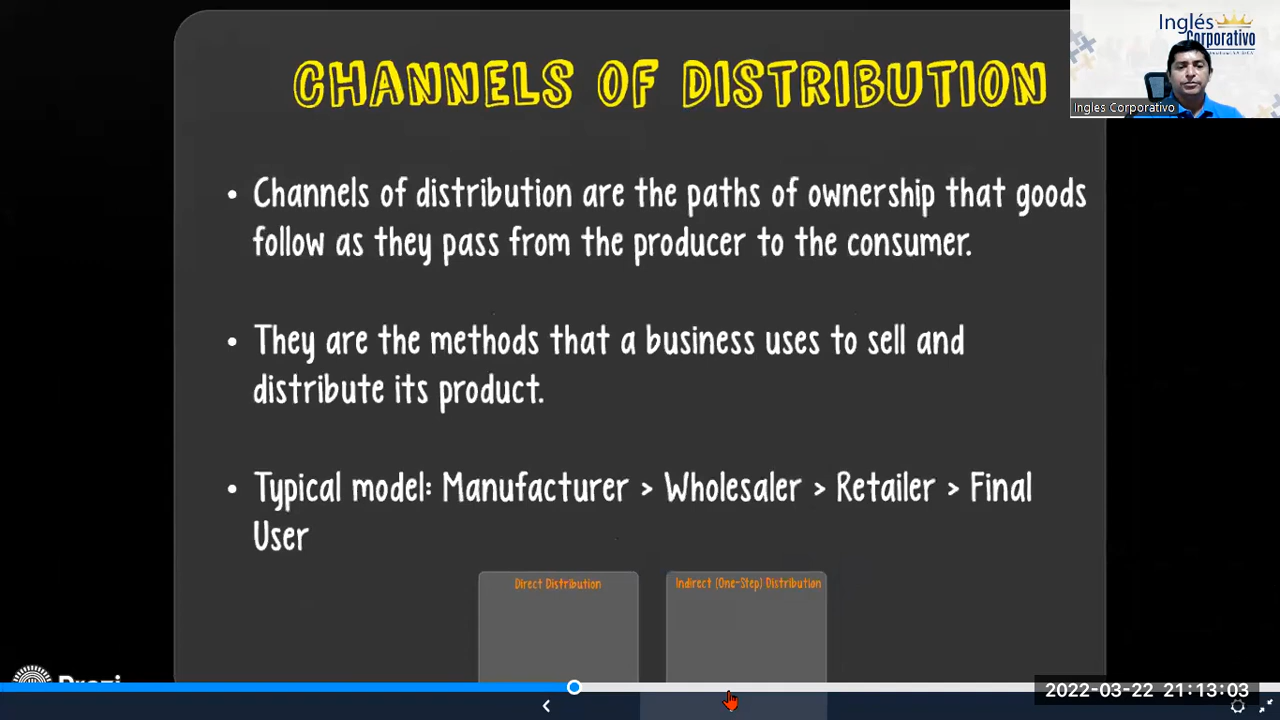 Inglés
Corporativo
Ingles Corporativo
CHANNELS OF DISTRIBUTION
• Channels of distribution are the paths of ownership that goods
follow as they pass from the producer to the consumer.
• They are the methods that a business uses to sell and
distribute its product.
• Typical model: Manufacturer > Wholesaler > Retailer > Final
User
Direct Distribution
Indirect (One-Step) Distribution
Prezi
2022-03-22 21:13:03